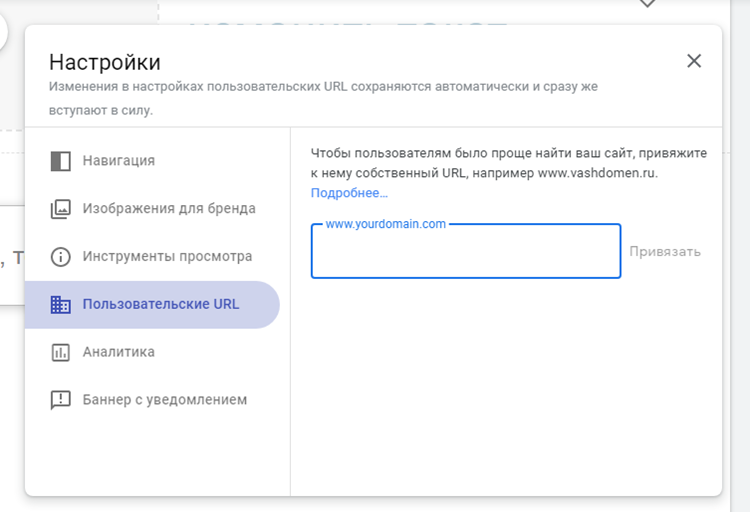 Настройки
Изменения в настройках пользовательских URL сохраняются автоматически и сразу же
вступают в силу.
Навигация
Изображения для бренда
Инструменты просмотра
Пользовательские URL
Аналитика
Баннер с уведомлением
Чтобы пользователям было проще найти ваш сайт, привяжите
к нему собственный URL, например www.vashdomen.ru.
Подробнее...
www.yourdomain.com
Привязать